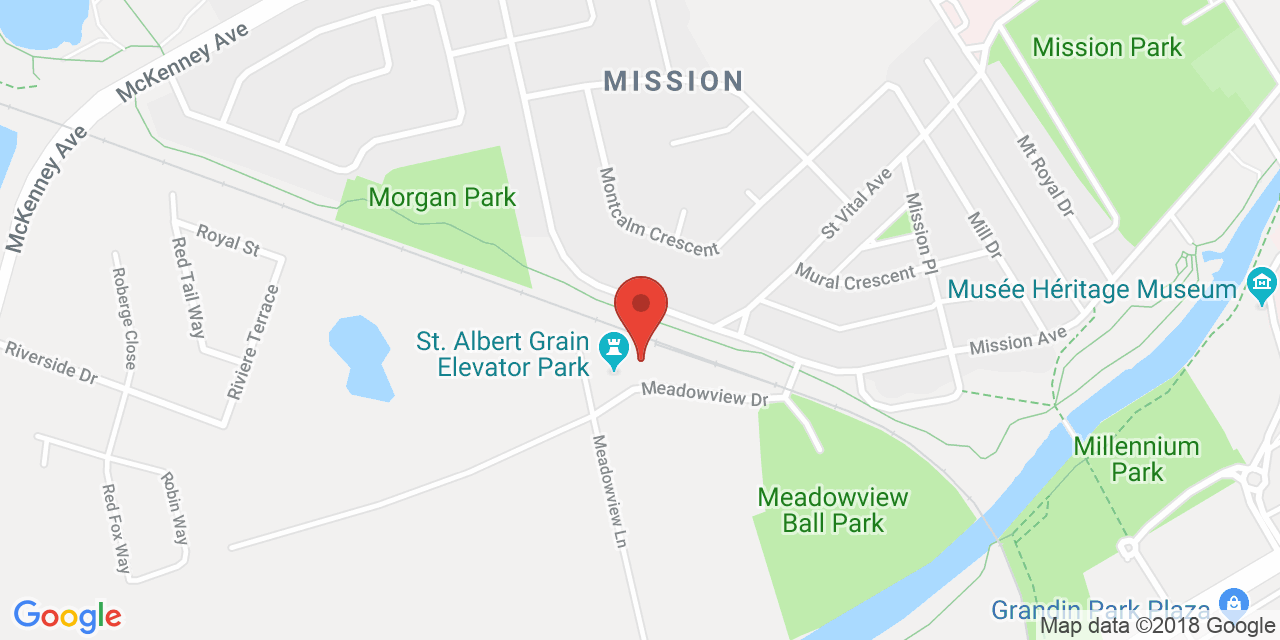 McKenney Ave
Mission Park
MISSION
McKenney Ave
Mt Royal Dr
Morgan Park
St Vital Ave
Montcalm Crescent
Mission Pl
Mill Dr
Royal St
Red Tail Way
Mural Crescent
Roberge Close
Musée Héritage Museum
Riviere Terrace
St. Albert Grain
Elevator Park
Mission Ave
Riverside Dr
Meadowview Dr
Millennium
Park
Meadowview Ln
Robin Way
Red Fox Way
Meadowview
Ball Park
Google
Grandin Park Plaza
Map data ©2018 Google